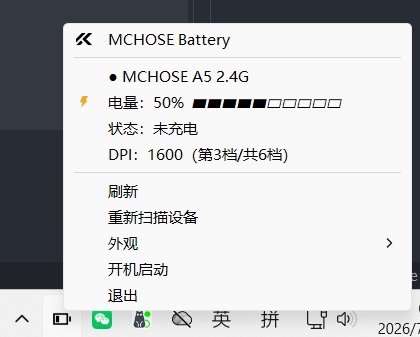 MCHOSE Battery
● MCHOSE A5 2.4G
电量：50% ■■■■■□□□□□
状态：未充电
DPI：1600（第3档/共6档）
刷新
重新扫描设备
外观
开机启动
退出
英 拼
2026/7